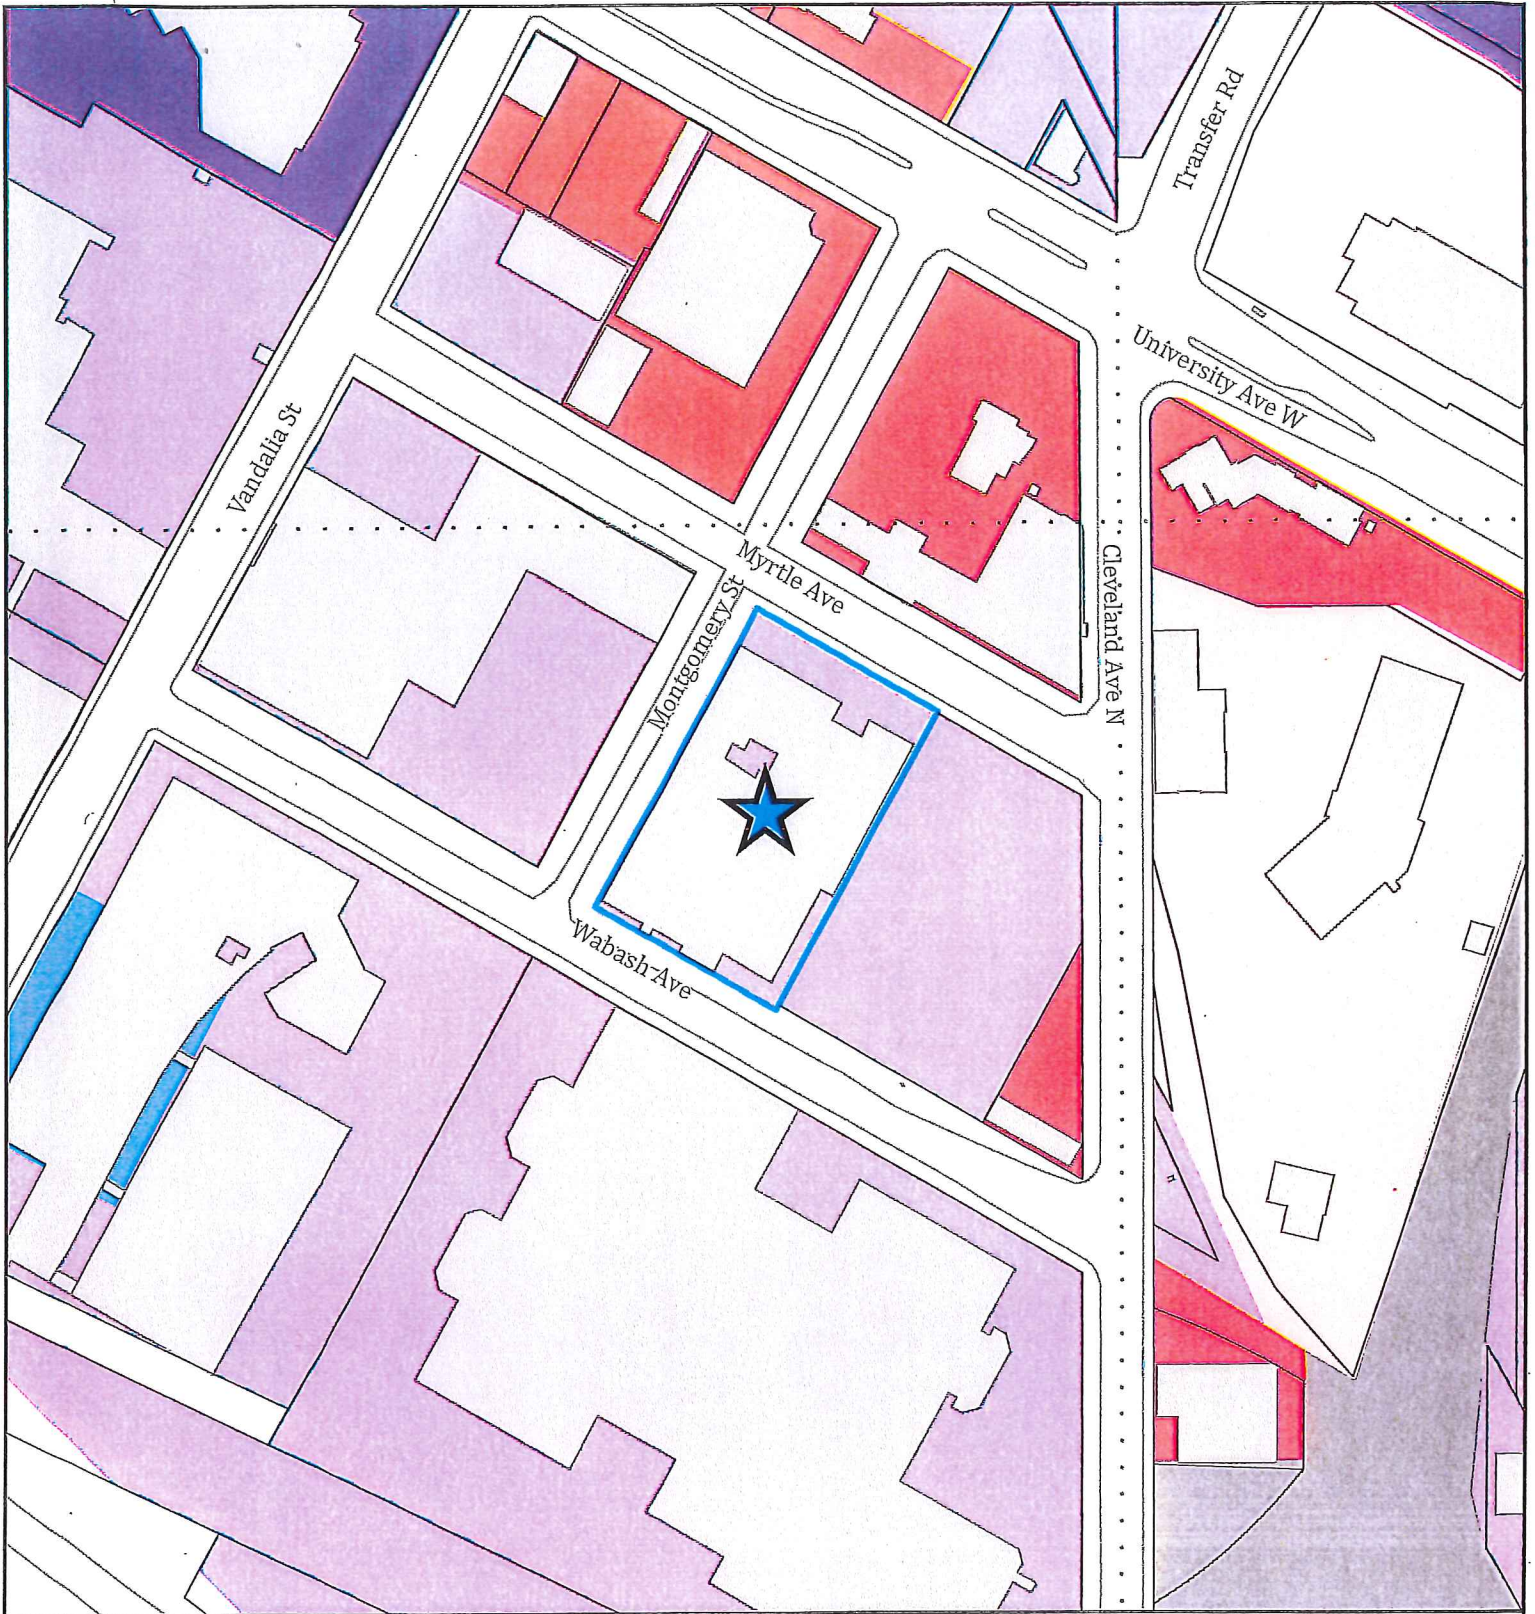 Transfer Rd
University Ave W
Vandalia St
Myrtle Ave
Cleveland Ave N
Montgomery St
Wabash Ave